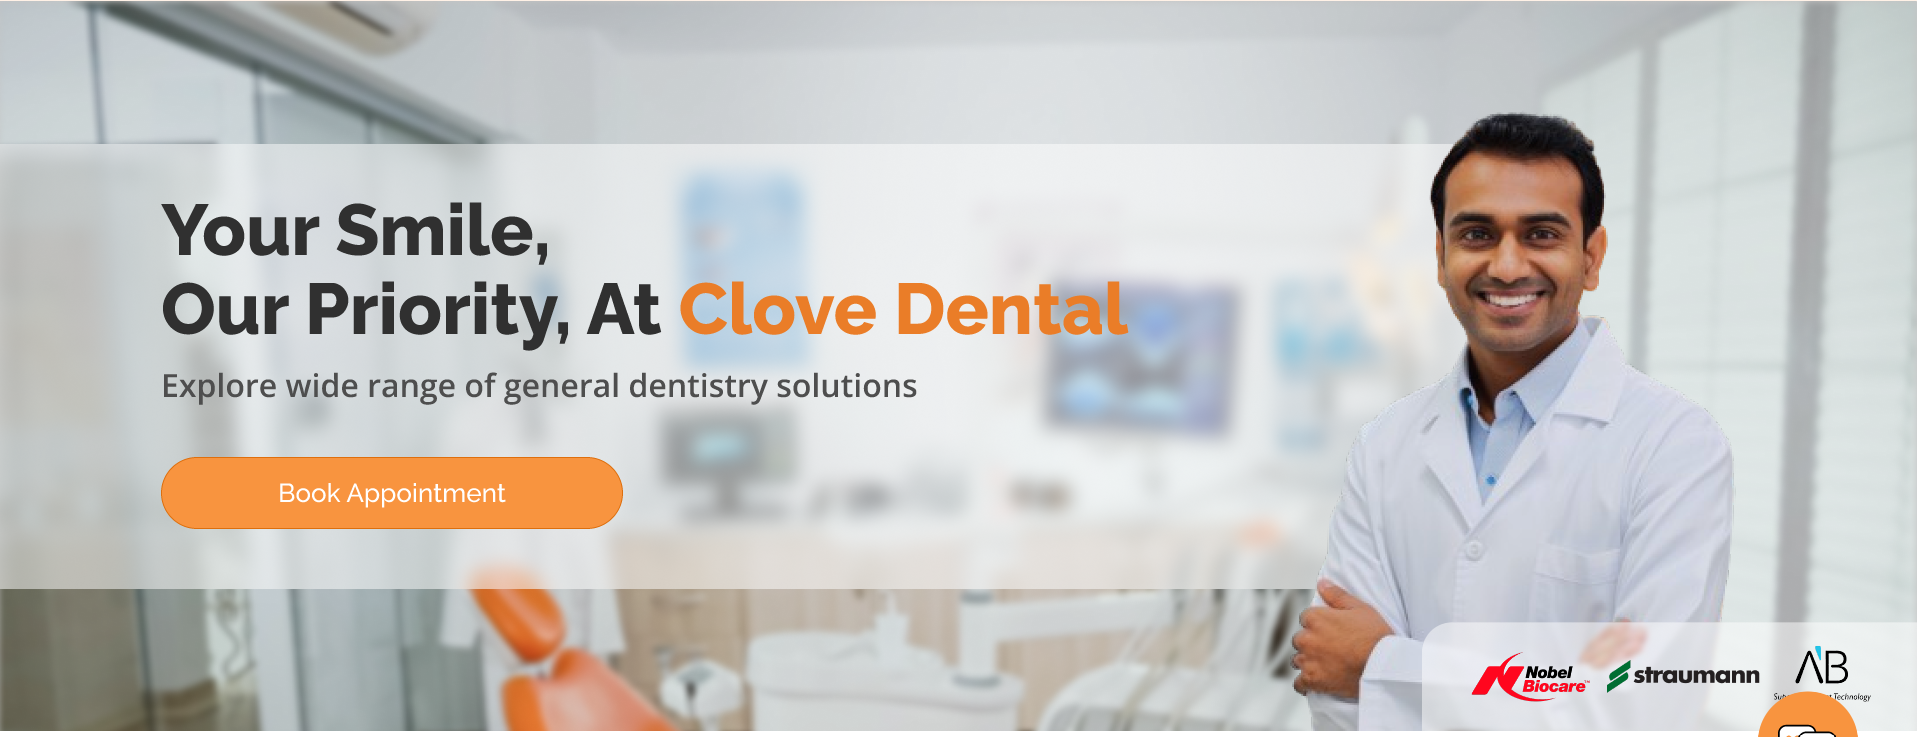 Your Smile,
Our Priority, At Clove Dental
Explore wide range of general dentistry solutions
Book Appointment
Nobel
Biocare™
straumann
AB
Technology